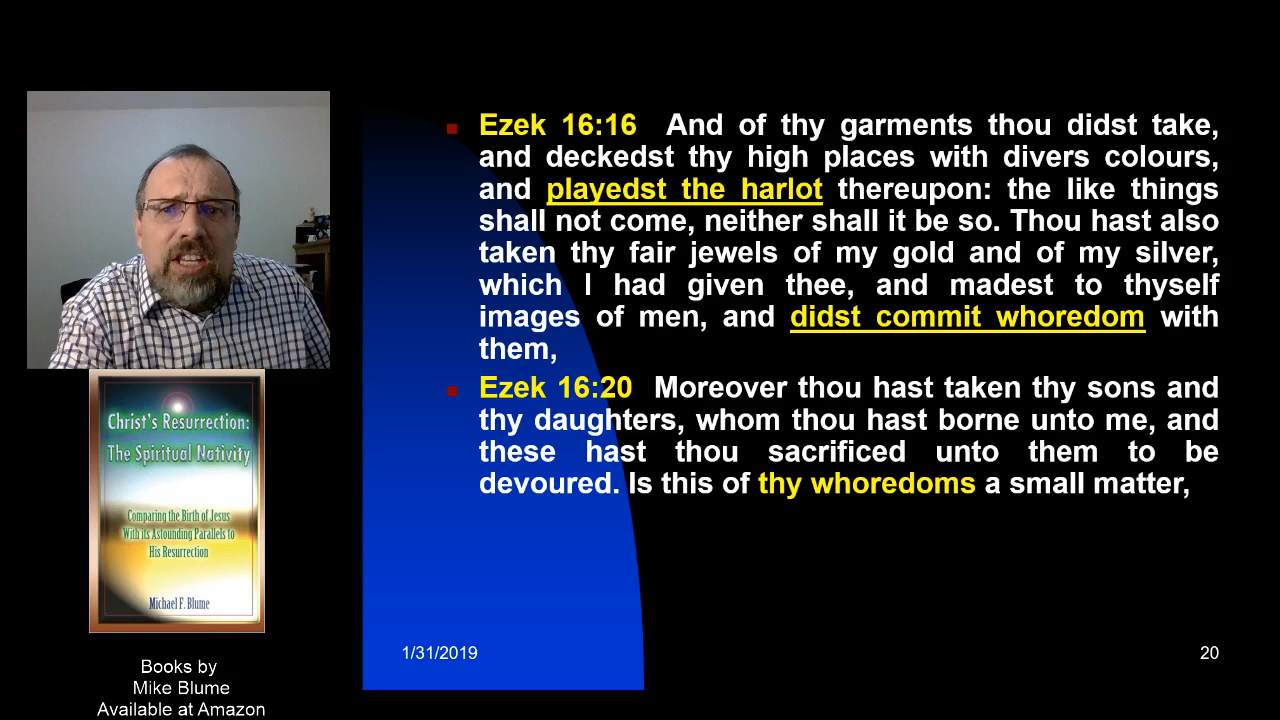 Ezek 16:16 And of thy garments thou didst take,
and deckedst thy high places with divers colours,
and playedst the harlot thereupon: the like things
shall not come, neither shall it be so. Thou hast also
taken thy fair jewels of my gold and of my silver,
which I had given thee, and madest to thyself
images of men, and didst commit whoredom with
them,
Ezek 16:20 Moreover thou hast taken thy sons and
thy daughters, whom thou hast borne unto me, and
these hast thou sacrificed unto them to be
devoured. Is this of thy whoredoms a small matter,
1/31/2019
20
Christ's Resurrection:
The Spiritual Nativity
Comparing the Birth of Jesus
With its Astounding Parallels to
His Resurrection
Michael F. Blume
Books by
Mike Blume
Available at Amazon